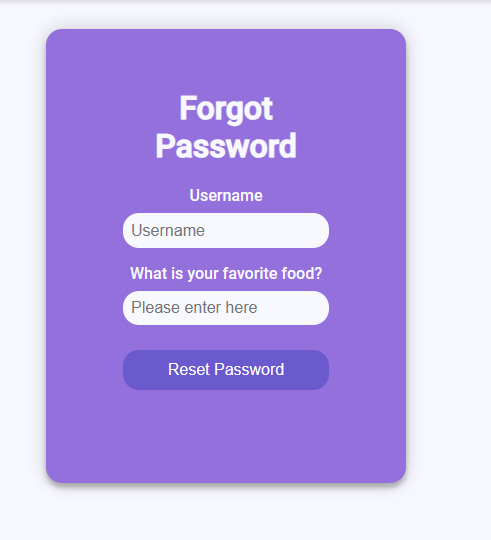 Forgot
Password
Username
Username
What is your favorite food?
Please enter here
Reset Password